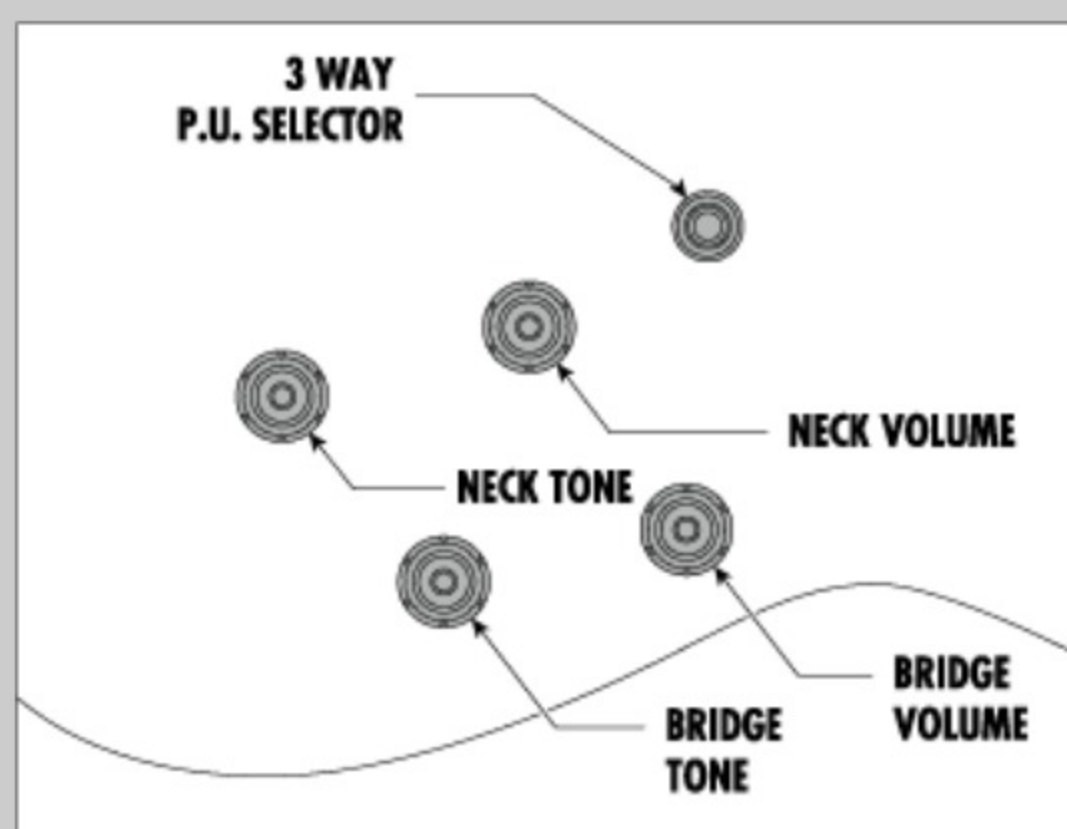 3 WAY
P.U. SELECTOR
NECK VOLUME
NECK TONE
BRIDGE
VOLUME
BRIDGE
TONE